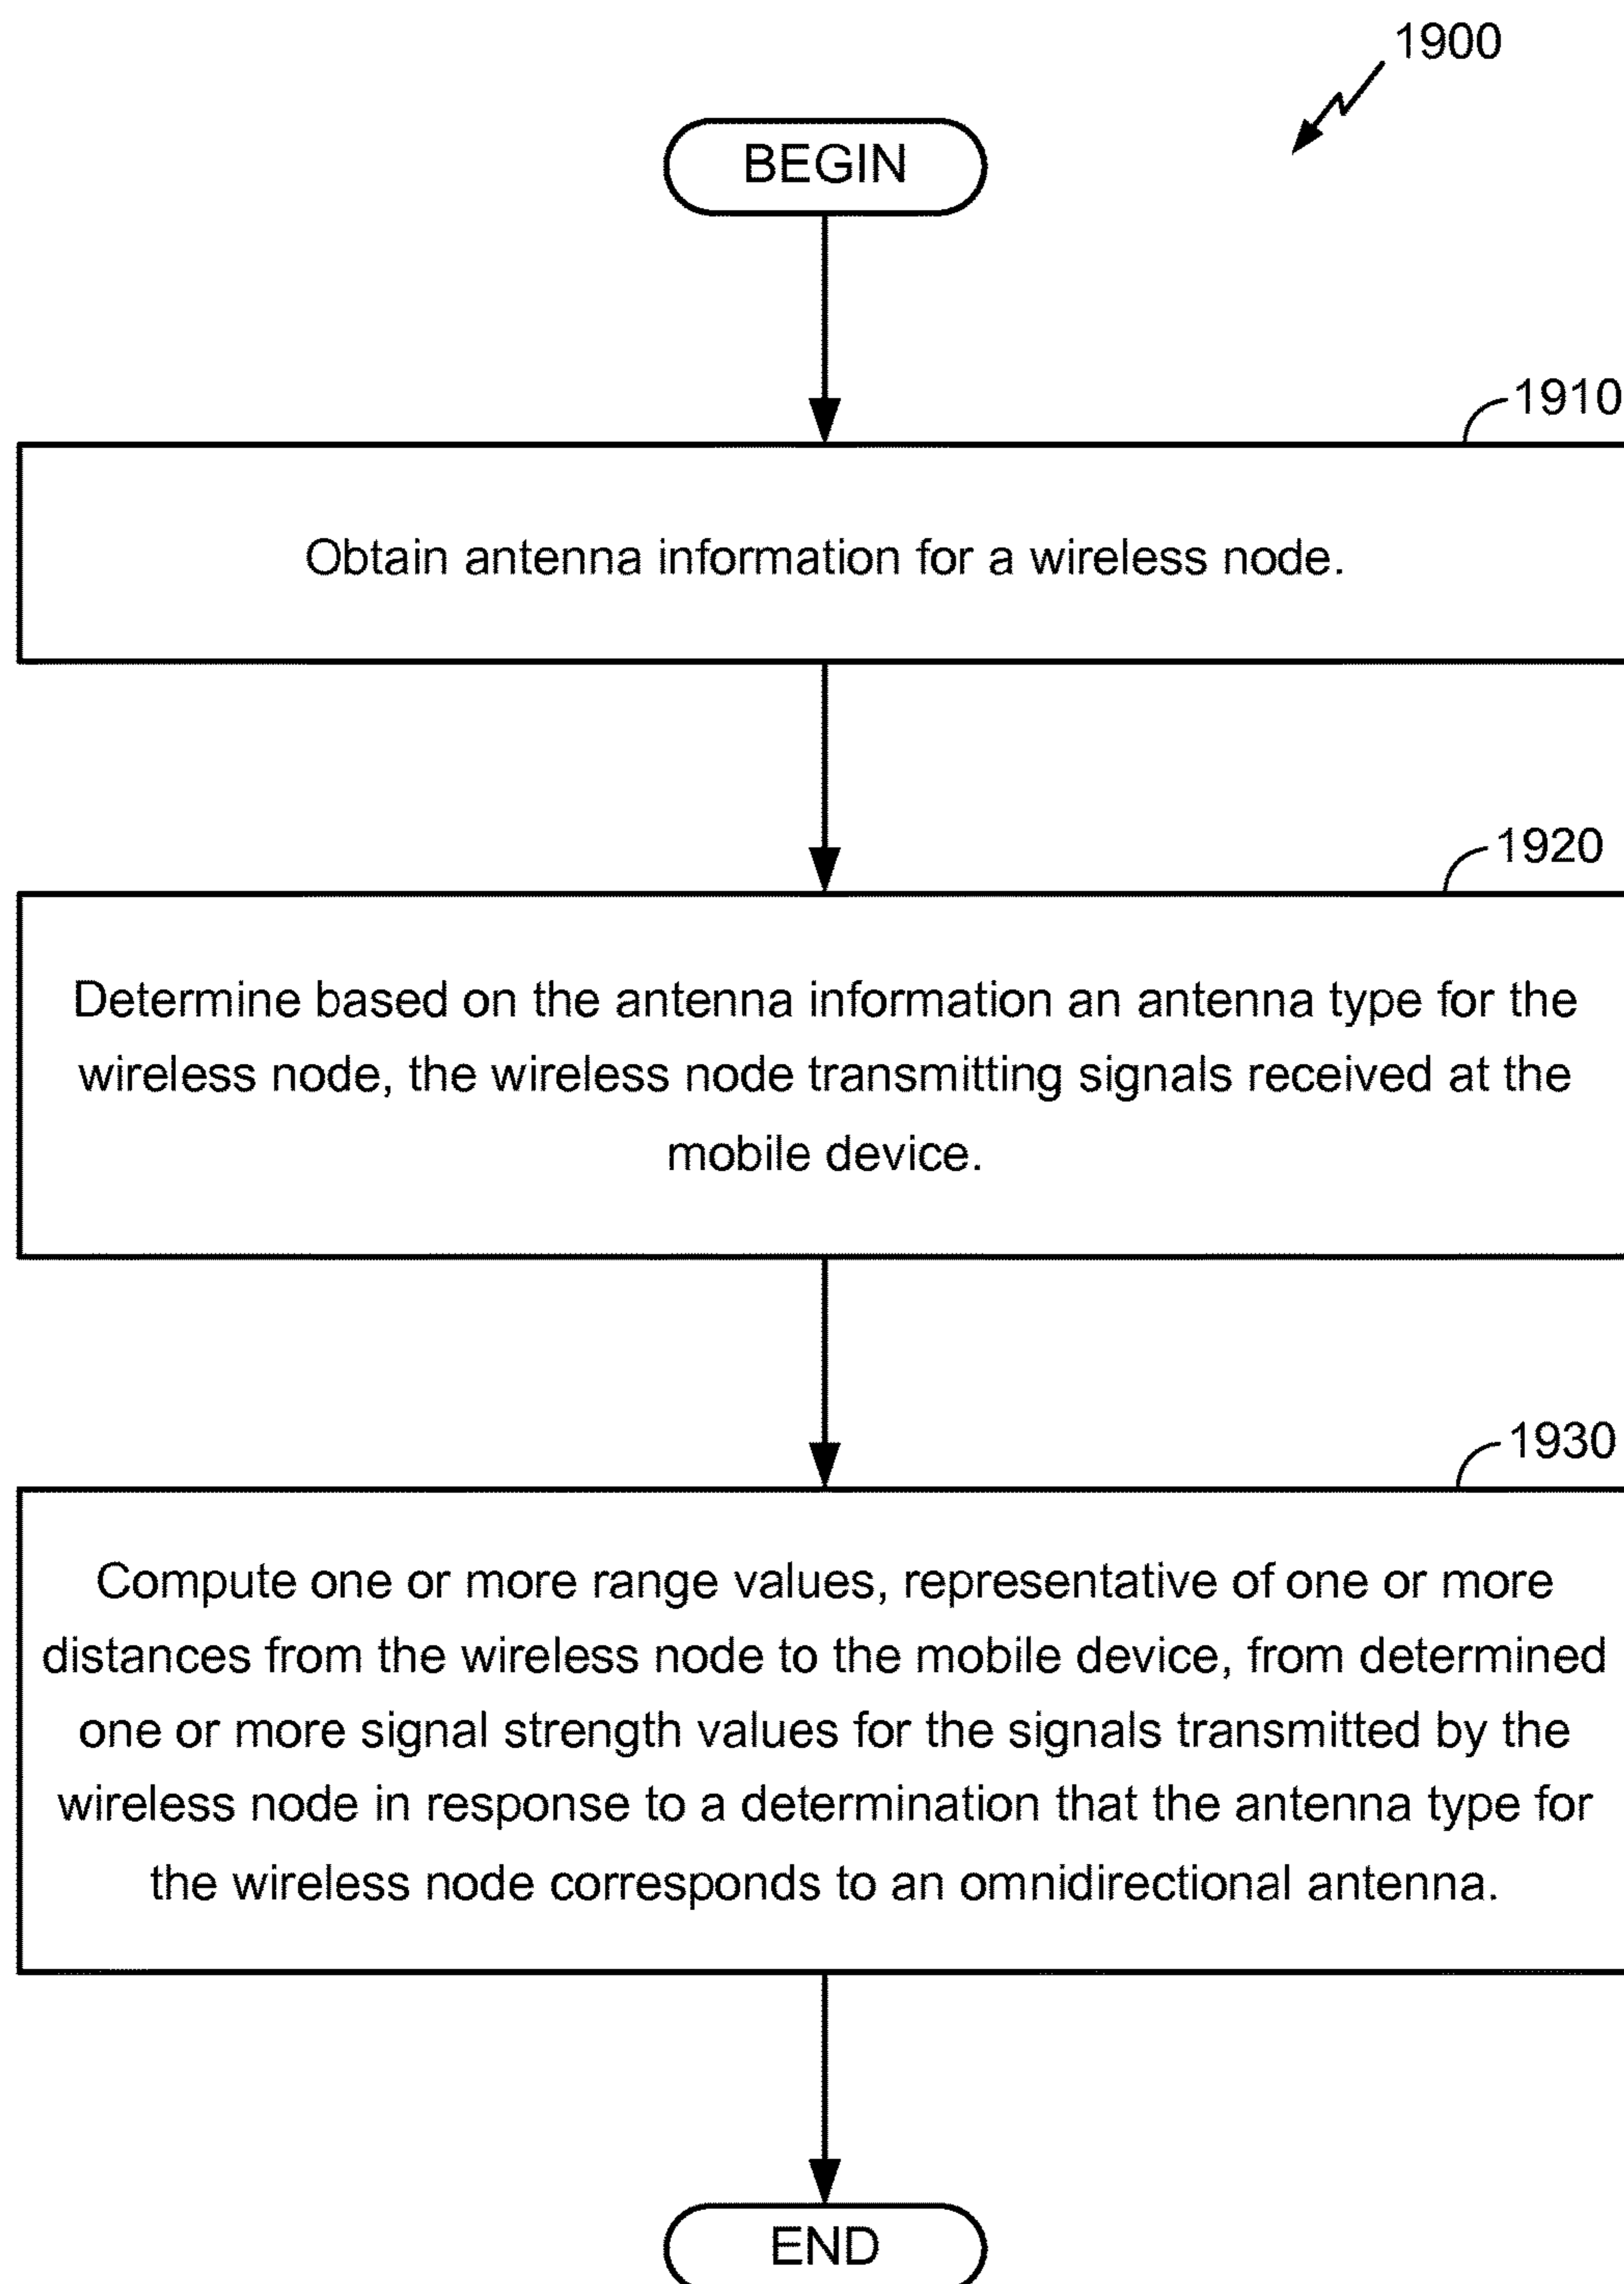 1900
BEGIN
1910
Obtain antenna information for a wireless node.
1920
Determine based on the antenna information an antenna type for the
wireless node, the wireless node transmitting signals received at the
mobile device.
1930
Compute one or more range values, representative of one or more
distances from the wireless node to the mobile device, from determined
one or more signal strength values for the signals transmitted by the
wireless node in response to a determination that the antenna type for
the wireless node corresponds to an omnidirectional antenna.
END